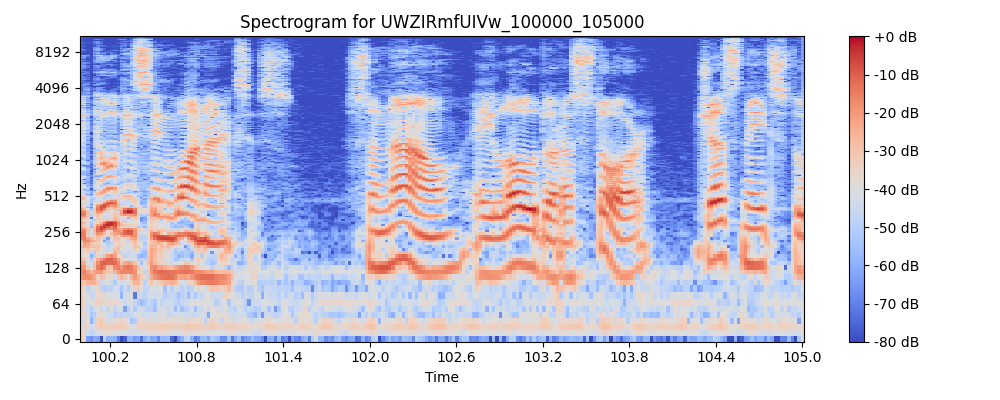 Spectrogram for UWZIRmfUIVw_100000_105000
Hz
8192
4096
2048
1024
512
256
128
64
0
100.2 100.8 101.4 102.0 102.6 103.2 103.8 104.4 105.0
Time
+0 dB
-10 dB
-20 dB
-30 dB
-40 dB
-50 dB
-60 dB
-70 dB
-80 dB